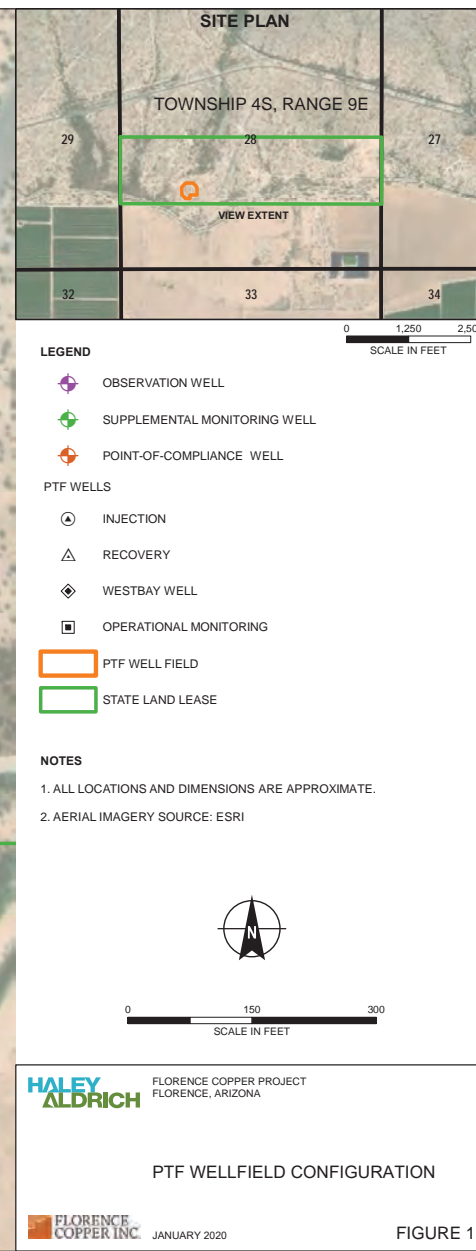 SITE PLAN
TOWNSHIP 4S, RANGE 9E
29
28
27
VIEW EXTENT
32
33
34
0 1,250 2,50
SCALE IN FEET
LEGEND
OBSERVATION WELL
SUPPLEMENTAL MONITORING WELL
POINT-OF-COMPLIANCE WELL
PTF WELLS
INJECTION
RECOVERY
WESTBAY WELL
OPERATIONAL MONITORING
PTF WELL FIELD
STATE LAND LEASE
NOTES
1. ALL LOCATIONS AND DIMENSIONS ARE APPROXIMATE.
2. AERIAL IMAGERY SOURCE: ESRI
N
0 150 300
SCALE IN FEET
HALEY
ALDRICH
FLORENCE COPPER PROJECT
FLORENCE, ARIZONA
PTF WELLFIELD CONFIGURATION
FLORENCE
COPPER INC.
JANUARY 2020
FIGURE 1